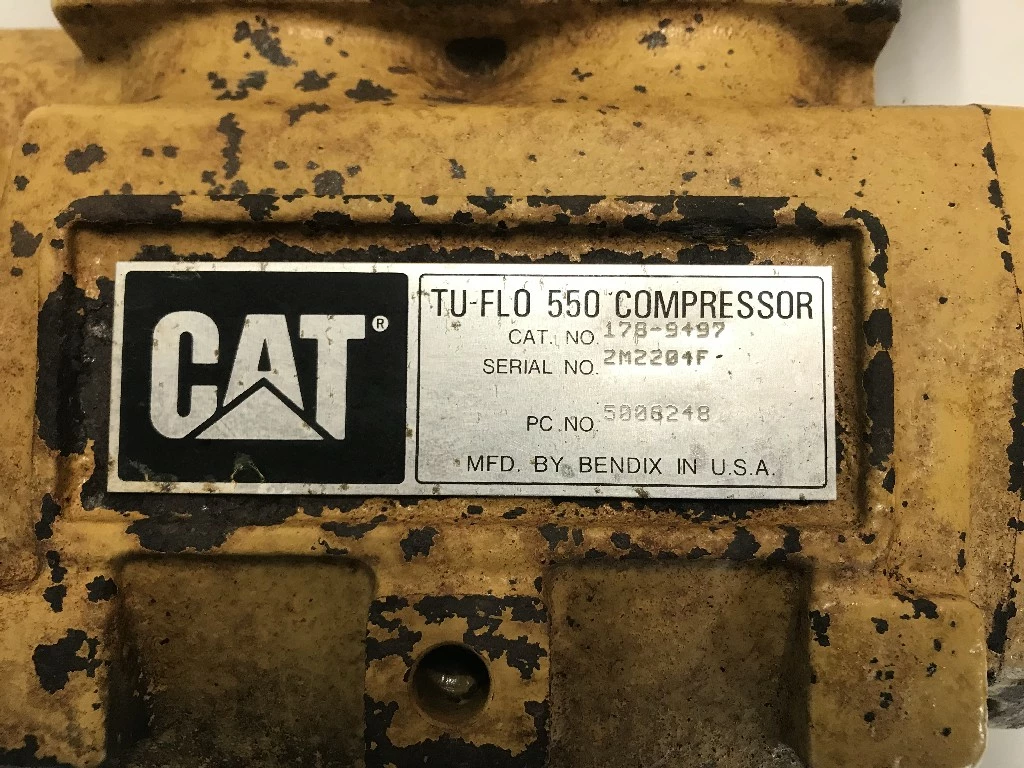 CAT®
TU-FLO 550 COMPRESSOR
CAT. NO. 178-9497
SERIAL NO. 2M2204F
PC NO. 5008248
MFD. BY BENDIX IN U.S.A.